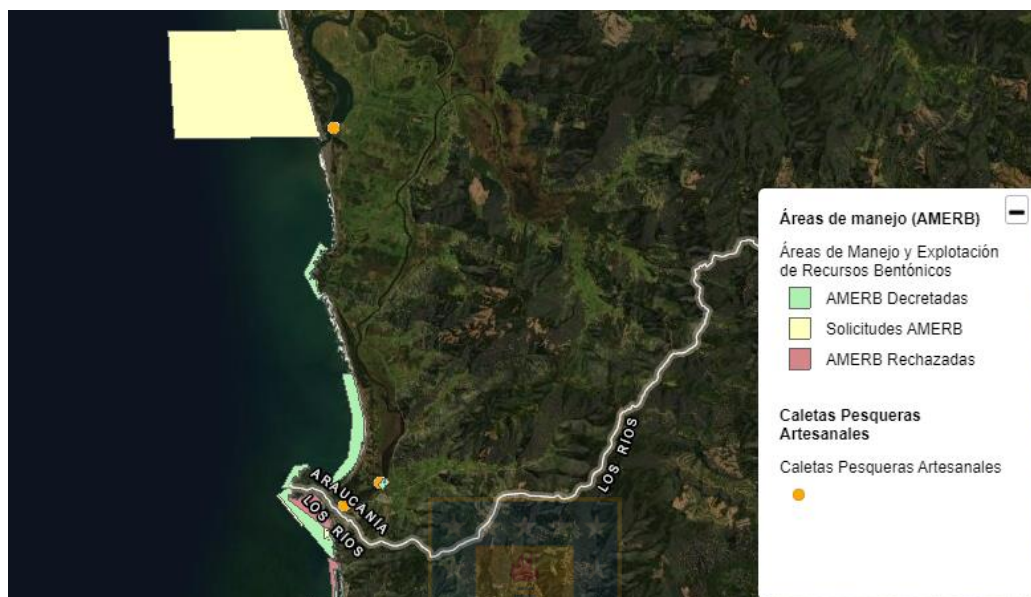 Áreas de manejo (AMERB)
Áreas de Manejo y Explotación
de Recursos Bentónicos
AMERB Decretadas
Solicitudes AMERB
AMERB Rechazadas
Caletas Pesqueras
Artesanales
Caletas Pesqueras Artesanales
LOS RÍOS
ARAUCANÍA
LOS RÍOS